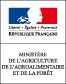 Liberté • Égalité • Fraternité
RÉPUBLIQUE FRANÇAISE
MINISTÈRE
DE L'AGRICULTURE
DE L'AGROALIMENTAIRE
ET DE LA FORÊT